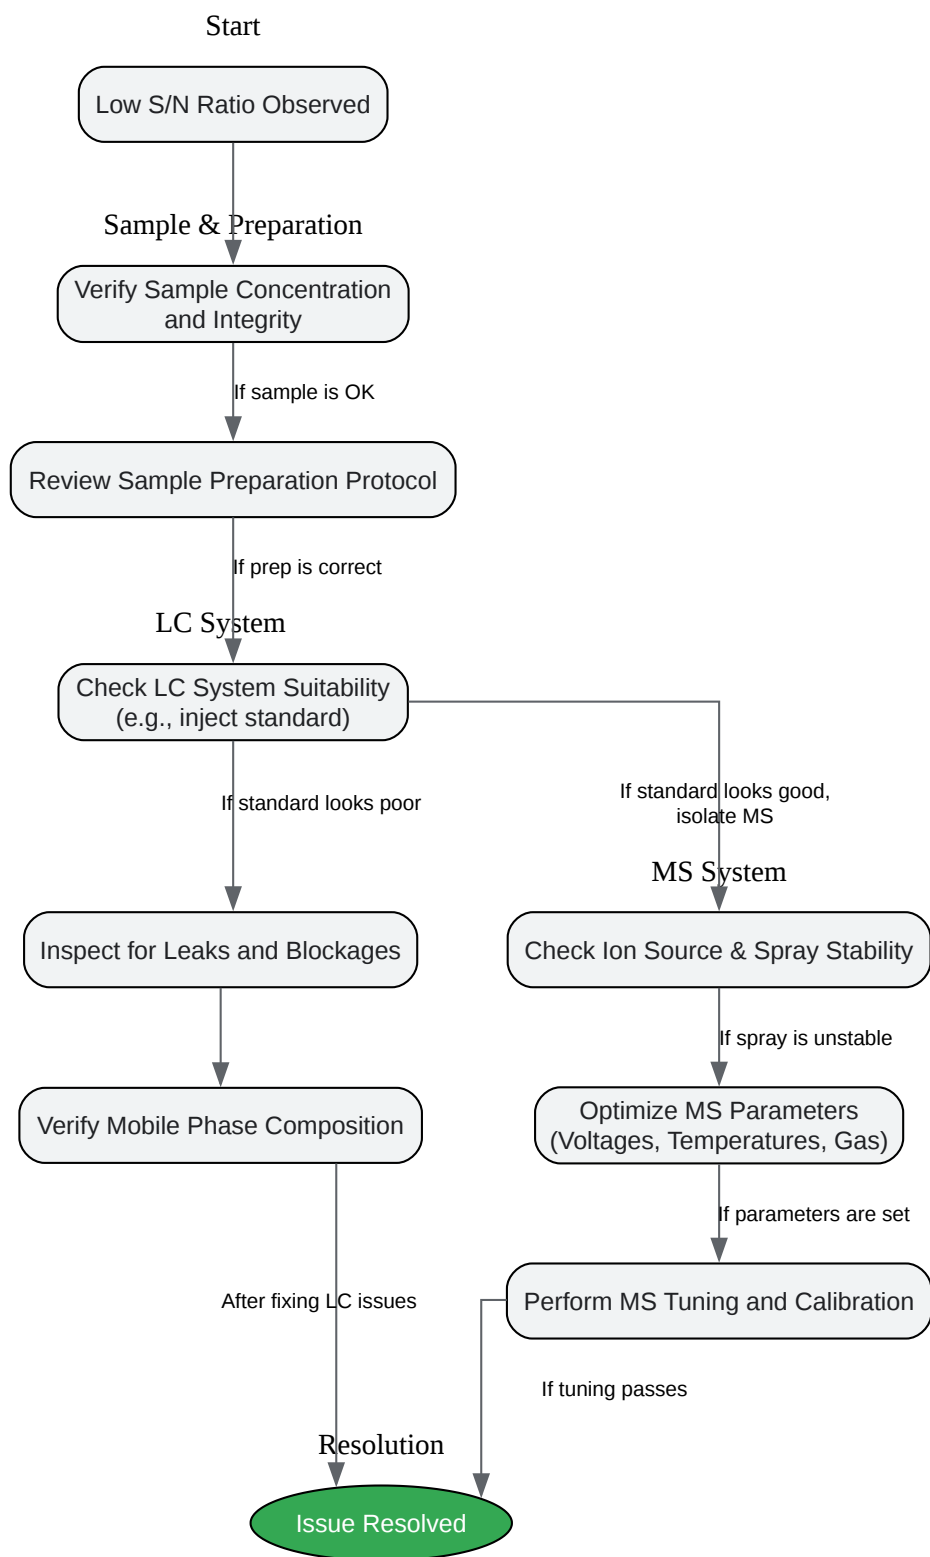 Start
Low S/N Ratio Observed
Sample & Preparation
Verify Sample Concentration
and Integrity
If sample is OK
Review Sample Preparation Protocol
If prep is correct
LC System
Check LC System Suitability
(e.g., inject standard)
If standard looks poor
If standard looks good,
isolate MS
MS System
Inspect for Leaks and Blockages
Check Ion Source & Spray Stability
If spray is unstable
Verify Mobile Phase Composition
Optimize MS Parameters
(Voltages, Temperatures, Gas)
If parameters are set
After fixing LC issues
Perform MS Tuning and Calibration
If tuning passes
Resolution
Issue Resolved